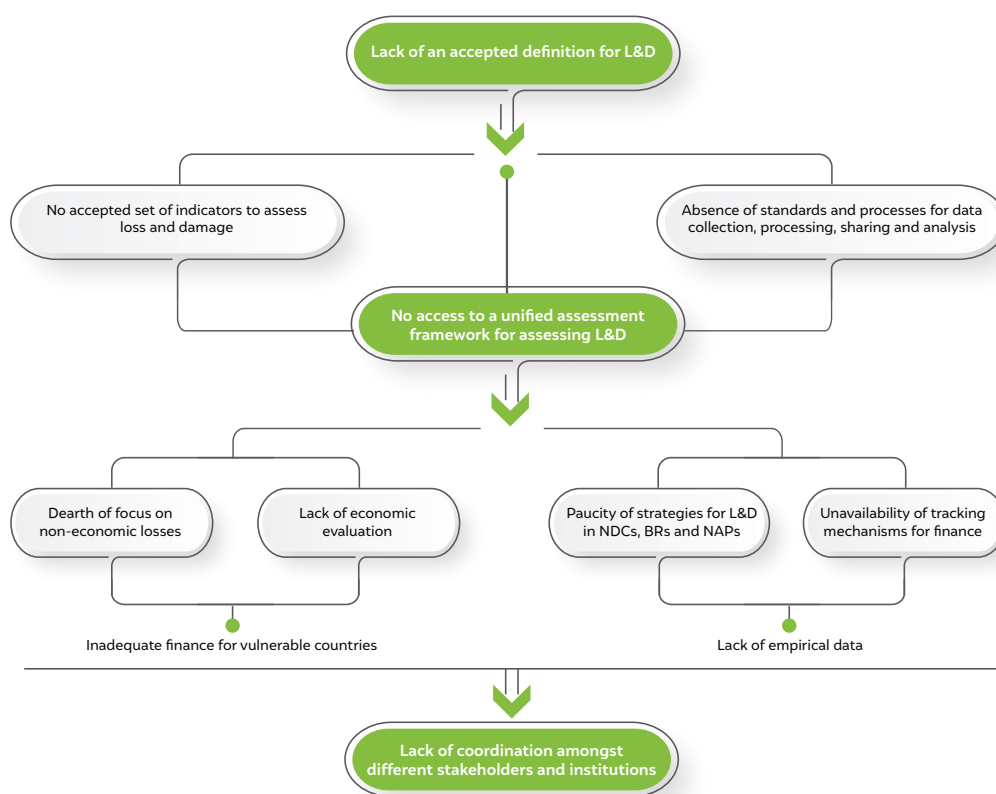 Lack of an accepted definition for L&D
No accepted set of indicators to assess
loss and damage
Absence of standards and processes for data
collection, processing, sharing and analysis
No access to a unified assessment
framework for assessing L&D
Dearth of focus on
non-economic losses
Lack of economic
evaluation
Paucity of strategies for L&D
in NDCs, BRs and NAPs
Unavailability of tracking
mechanisms for finance
Inadequate finance for vulnerable countries
Lack of empirical data
Lack of coordination amongst
different stakeholders and institutions